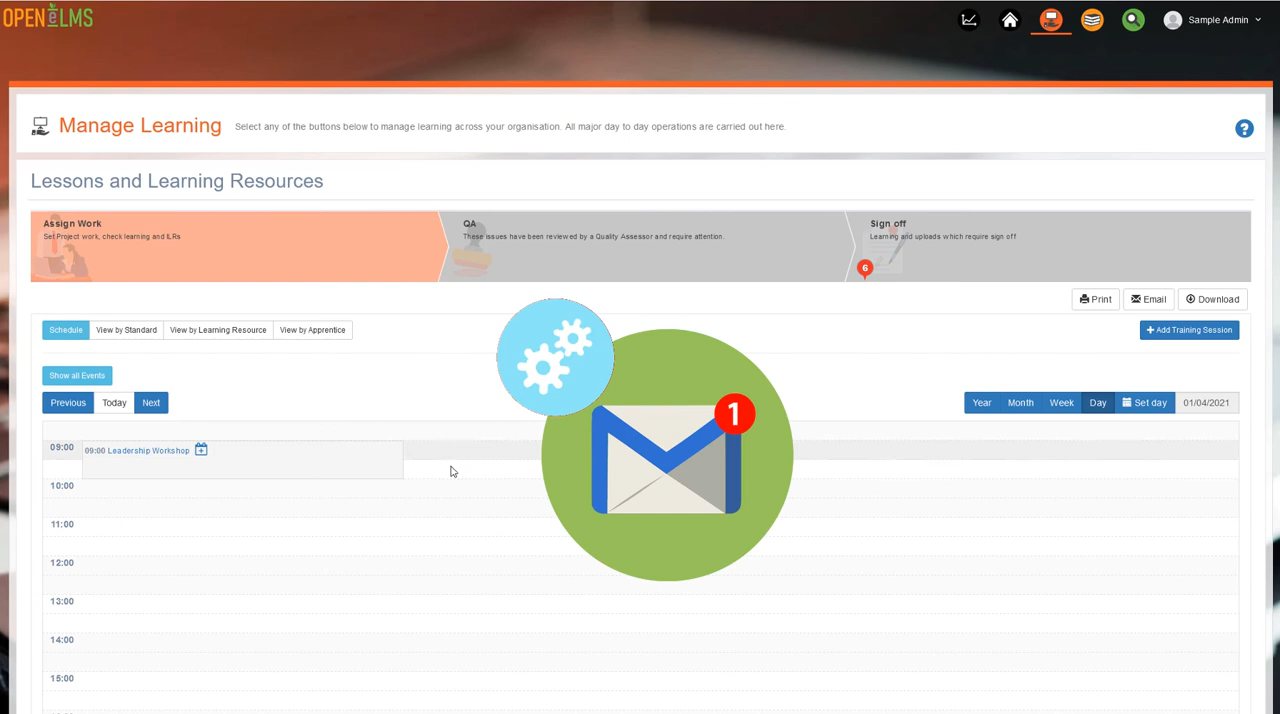 OPEN eLMS
Sample Admin
Manage Learning
Select any of the buttons below to manage learning across your organisation. All major day to day operations are carried out here.
?
Lessons and Learning Resources
Assign Work
Set Project work, check learning and ILRs
QA
These issues have been reviewed by a Quality Assessor and require attention.
Sign off
Learning and uploads which require sign off
6
Print
Email
Download
Schedule
View by Standard
View by Learning Resource
View by Apprentice
+ Add Training Session
Show all Events
Previous
Today
Next
Year
Month
Week
Day
Set day
01/04/2021
1
09:00
09:00 Leadership Workshop
10:00
11:00
12:00
13:00
14:00
15:00